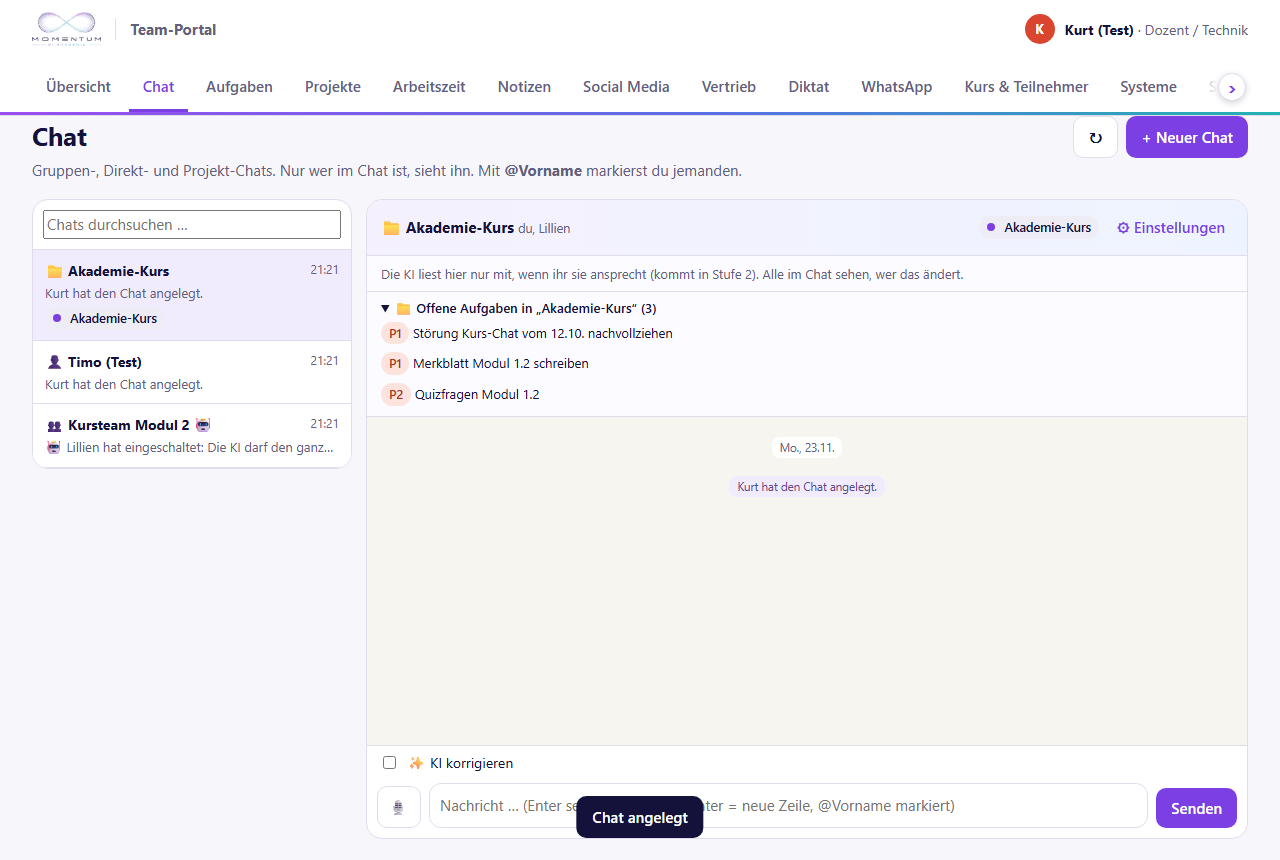 MOMENTUM
Team-Portal
K Kurt (Test) · Dozent / Technik
Übersicht Chat Aufgaben Projekte Arbeitszeit Notizen Social Media Vertrieb Diktat WhatsApp Kurs & Teilnehmer Systeme
Chat
+ Neuer Chat
Gruppen-, Direkt- und Projekt-Chats. Nur wer im Chat ist, sieht ihn. Mit @Vorname markierst du jemanden.
Chats durchsuchen ...
Akademie-Kurs 21:21
Kurt hat den Chat angelegt.
Akademie-Kurs
Timo (Test) 21:21
Kurt hat den Chat angelegt.
Kursteam Modul 2 21:21
Lillien hat eingeschaltet: Die KI darf den ganz...
Akademie-Kurs du, Lillien
Akademie-Kurs
Einstellungen
Die KI liest hier nur mit, wenn ihr sie ansprecht (kommt in Stufe 2). Alle im Chat sehen, wer das ändert.
Offene Aufgaben in „Akademie-Kurs“ (3)
P1 Störung Kurs-Chat vom 12.10. nachvollziehen
P1 Merkblatt Modul 1.2 schreiben
P2 Quizfragen Modul 1.2
Mo., 23.11.
Kurt hat den Chat angelegt.
KI korrigieren
Nachricht ... (Enter = neue Zeile, @Vorname markiert)
Chat angelegt
Senden